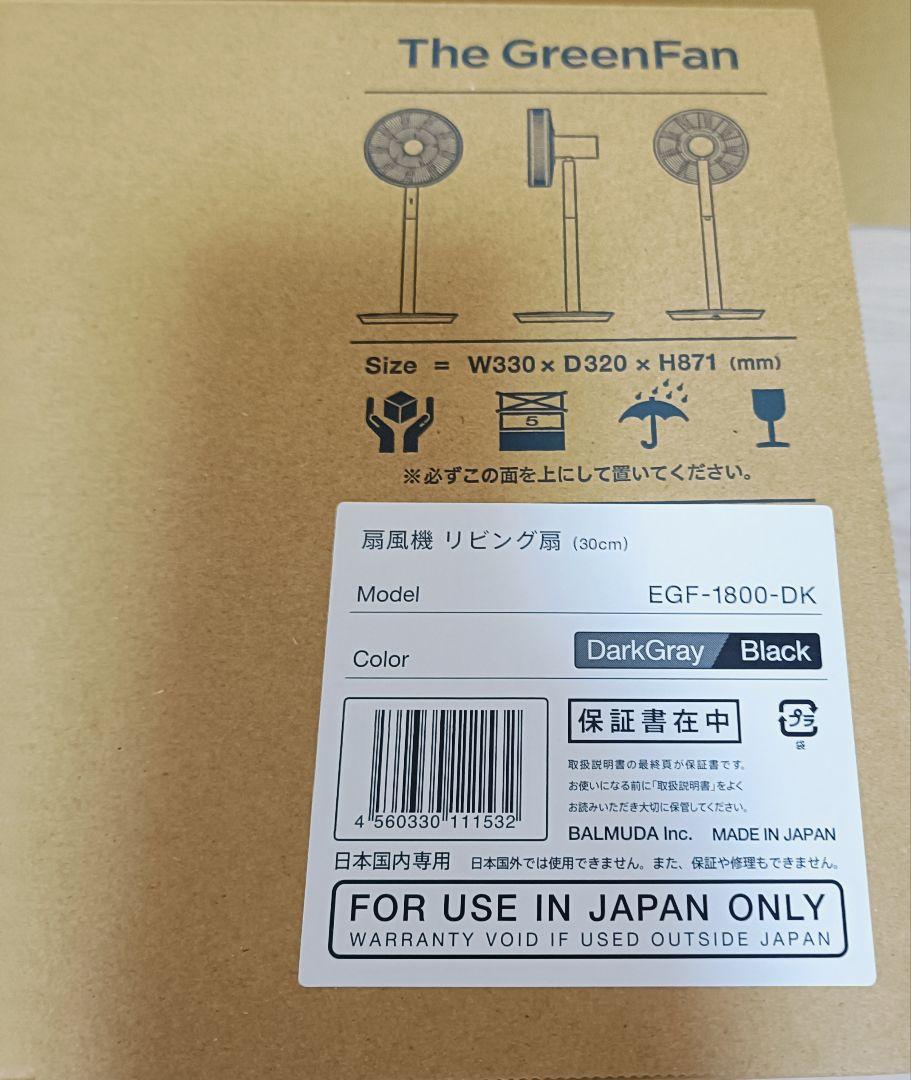 The GreenFan
Size = W330 × D320 × H871 (mm)
5
※必ずこの面を上にして置いてください。
扇風機 リビング扇 (30cm)
Model EGF-1800-DK
Color DarkGray Black
保証書在中
プラ
袋
取扱説明書の最終頁が保証書です。
お使いになる前に「取扱説明書」をよく
お読みいただき大切に保管してください。
4 560330 111532
BALMUDA Inc. MADE IN JAPAN
日本国内専用 日本国外では使用できません。また、保証や修理もできません。
FOR USE IN JAPAN ONLY
WARRANTY VOID IF USED OUTSIDE JAPAN